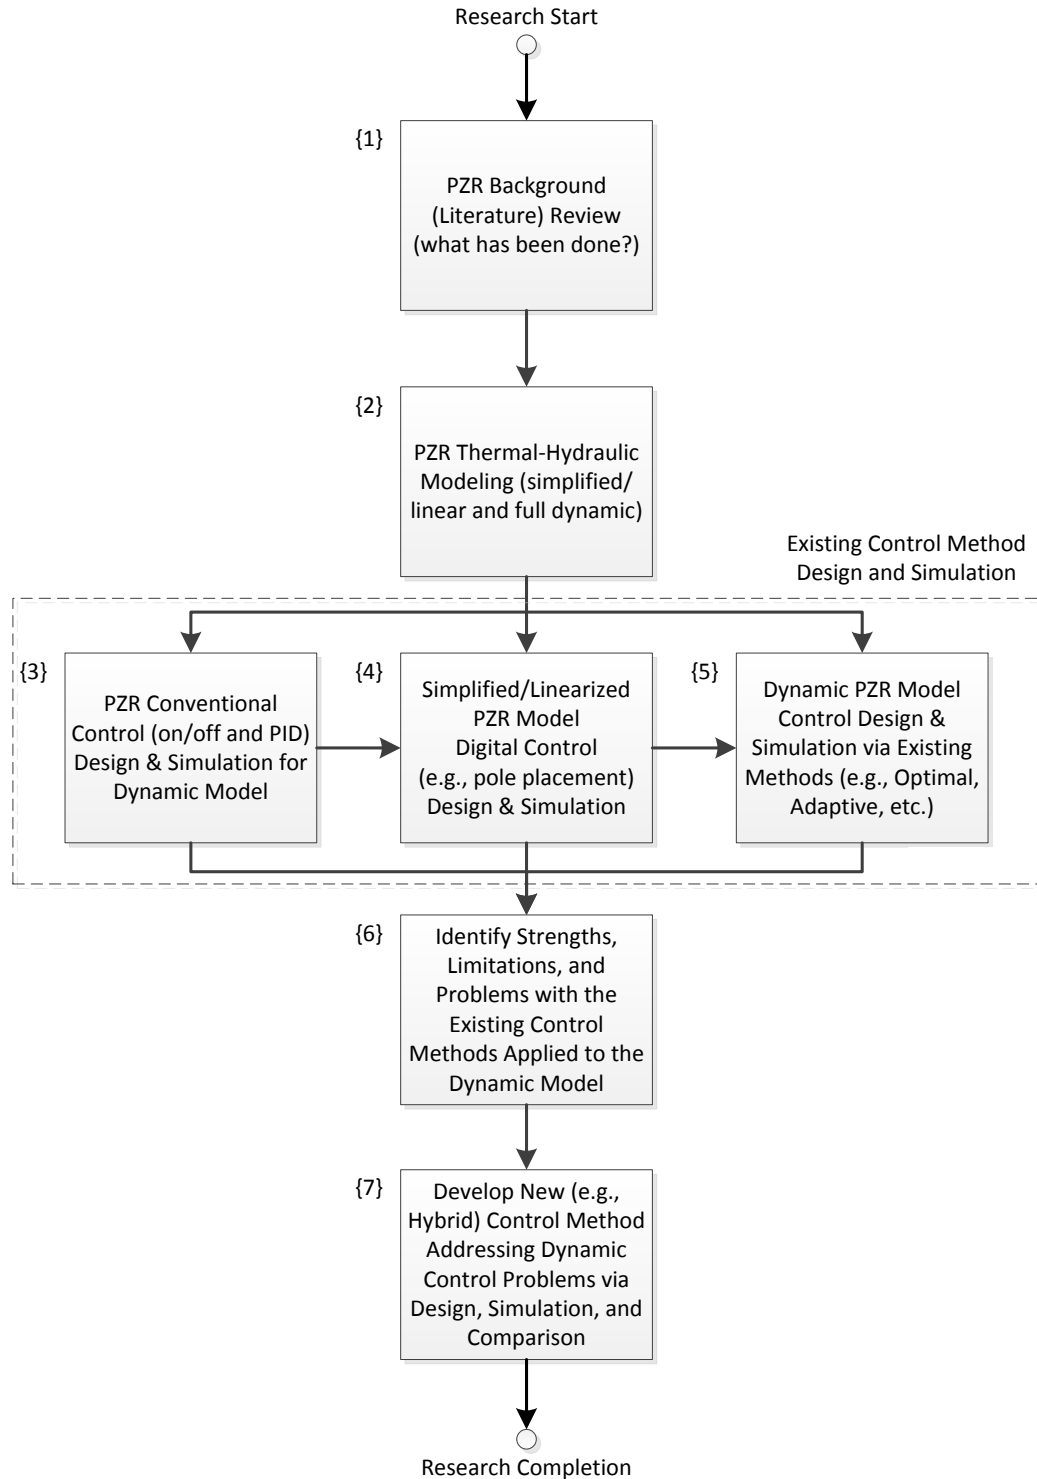 Research Start
{1}
PZR Background
(Literature) Review
(what has been done?)
{2}
PZR Thermal-Hydraulic
Modeling (simplified/
linear and full dynamic)
Existing Control Method
Design and Simulation
{3}
PZR Conventional
Control (on/off and PID)
Design & Simulation for
Dynamic Model
{4}
Simplified/Linearized
PZR Model
Digital Control
(e.g., pole placement)
Design & Simulation
{5}
Dynamic PZR Model
Control Design &
Simulation via Existing
Methods (e.g., Optimal,
Adaptive, etc.)
{6}
Identify Strengths,
Limitations, and
Problems with the
Existing Control
Methods Applied to the
Dynamic Model
{7}
Develop New (e.g.,
Hybrid) Control Method
Addressing Dynamic
Control Problems via
Design, Simulation, and
Comparison
Research Completion